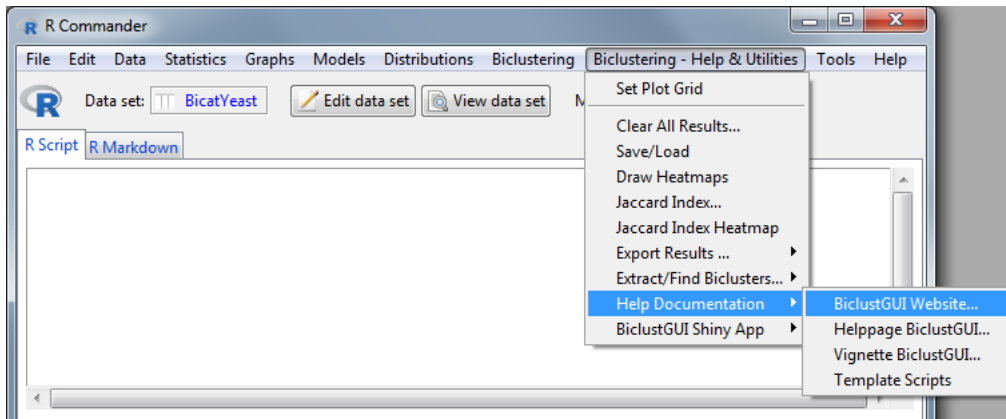 R R Commander
File Edit Data Statistics Graphs Models Distributions Biclustering Biclustering - Help & Utilities Tools Help
R Data set: BicatYeast Edit data set View data set M
R Script R Markdown
Set Plot Grid
Clear All Results...
Save/Load
Draw Heatmaps
Jaccard Index...
Jaccard Index Heatmap
Export Results ...
Extract/Find Biclusters...
Help Documentation
BiclustGUI Shiny App
BiclustGUI Website...
Helppage BiclustGUI...
Vignette BiclustGUI...
Template Scripts